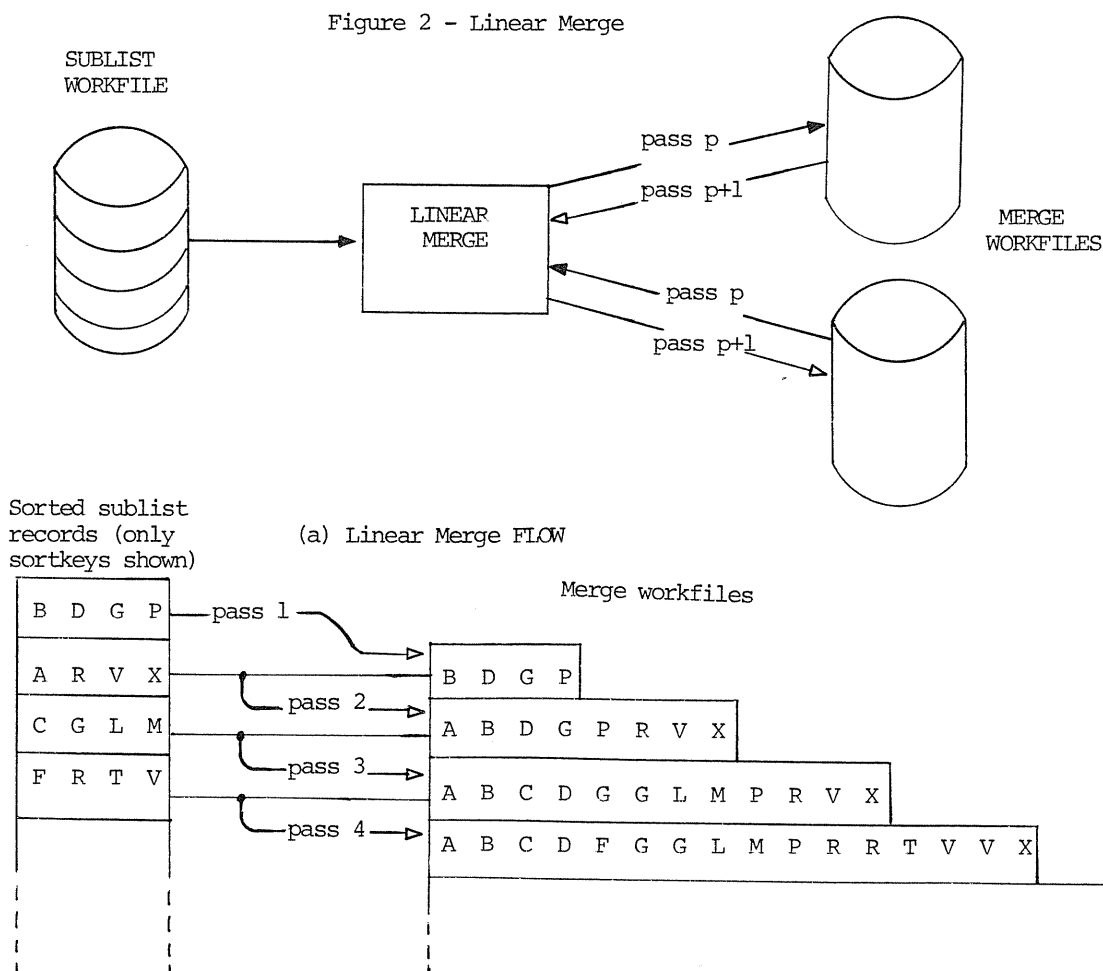 Figure 2 - Linear Merge
SUBLIST
WORKFILE
pass p
pass p+1
LINEAR
MERGE
MERGE
WORKFILES
pass p
pass p+1
Sorted sublist
records (only
sortkeys shown)
(a) Linear Merge FLOW
Merge workfiles
B D G P
pass 1
A R V X
B D G P
pass 2
C G L M
A B D G P R V X
pass 3
F R T V
A B C D G G L M P R V X
pass 4
A B C D F G G L M P R R T V V X